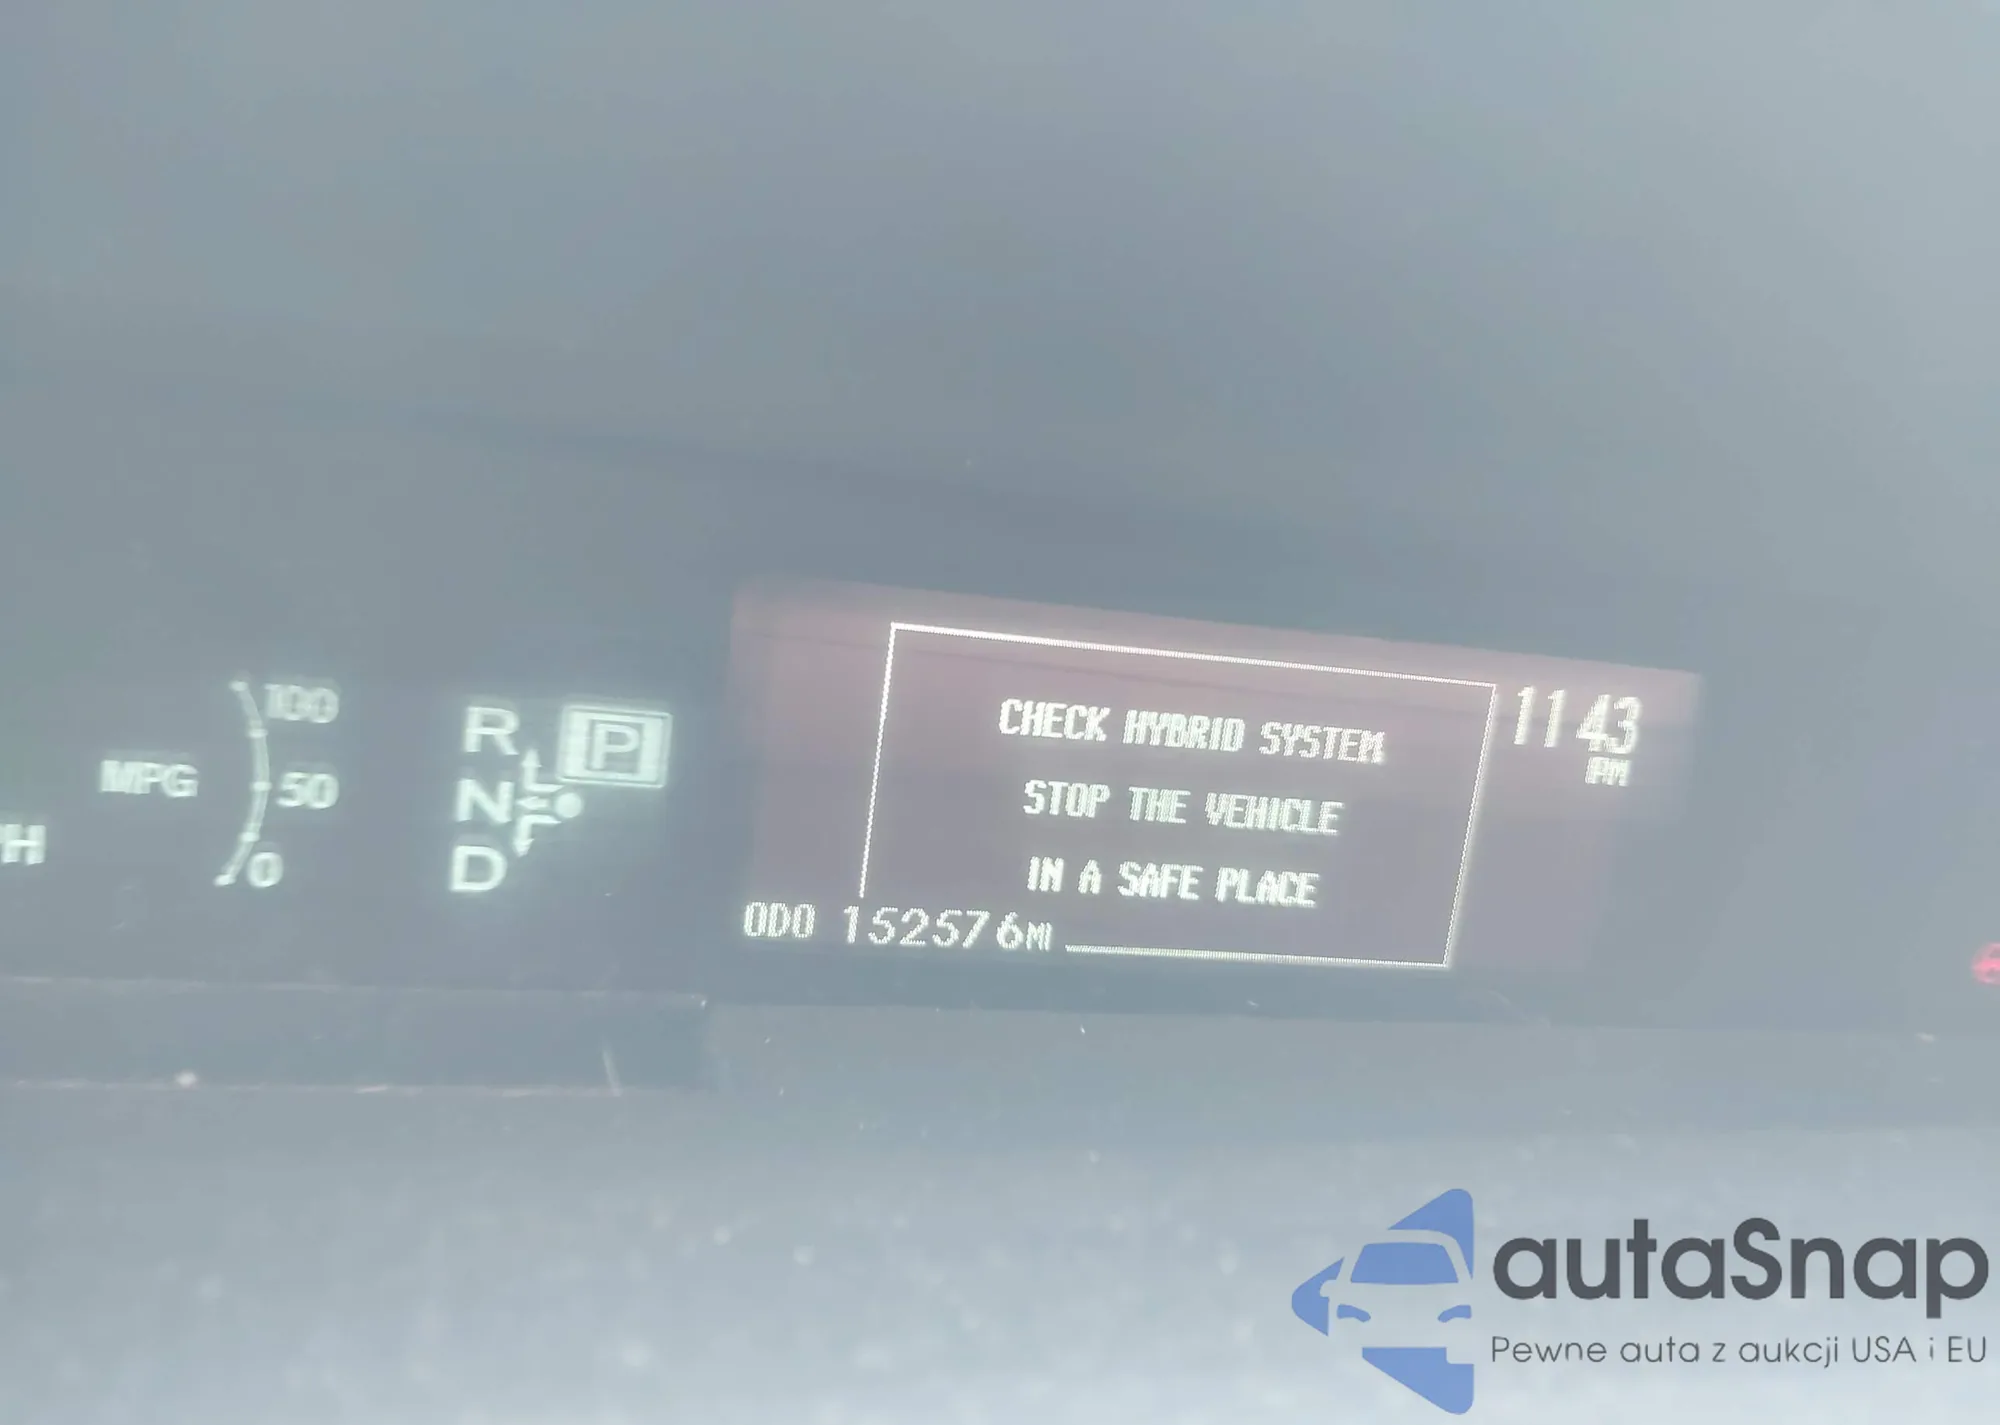 100
MPG
50
0
R
P
N
D
CHECK HYBRID SYSTEM
STOP THE VEHICLE
IN A SAFE PLACE
11 43
PM
ODO 152576MI
autaSnap
Pewne auta z aukcji USA i EU